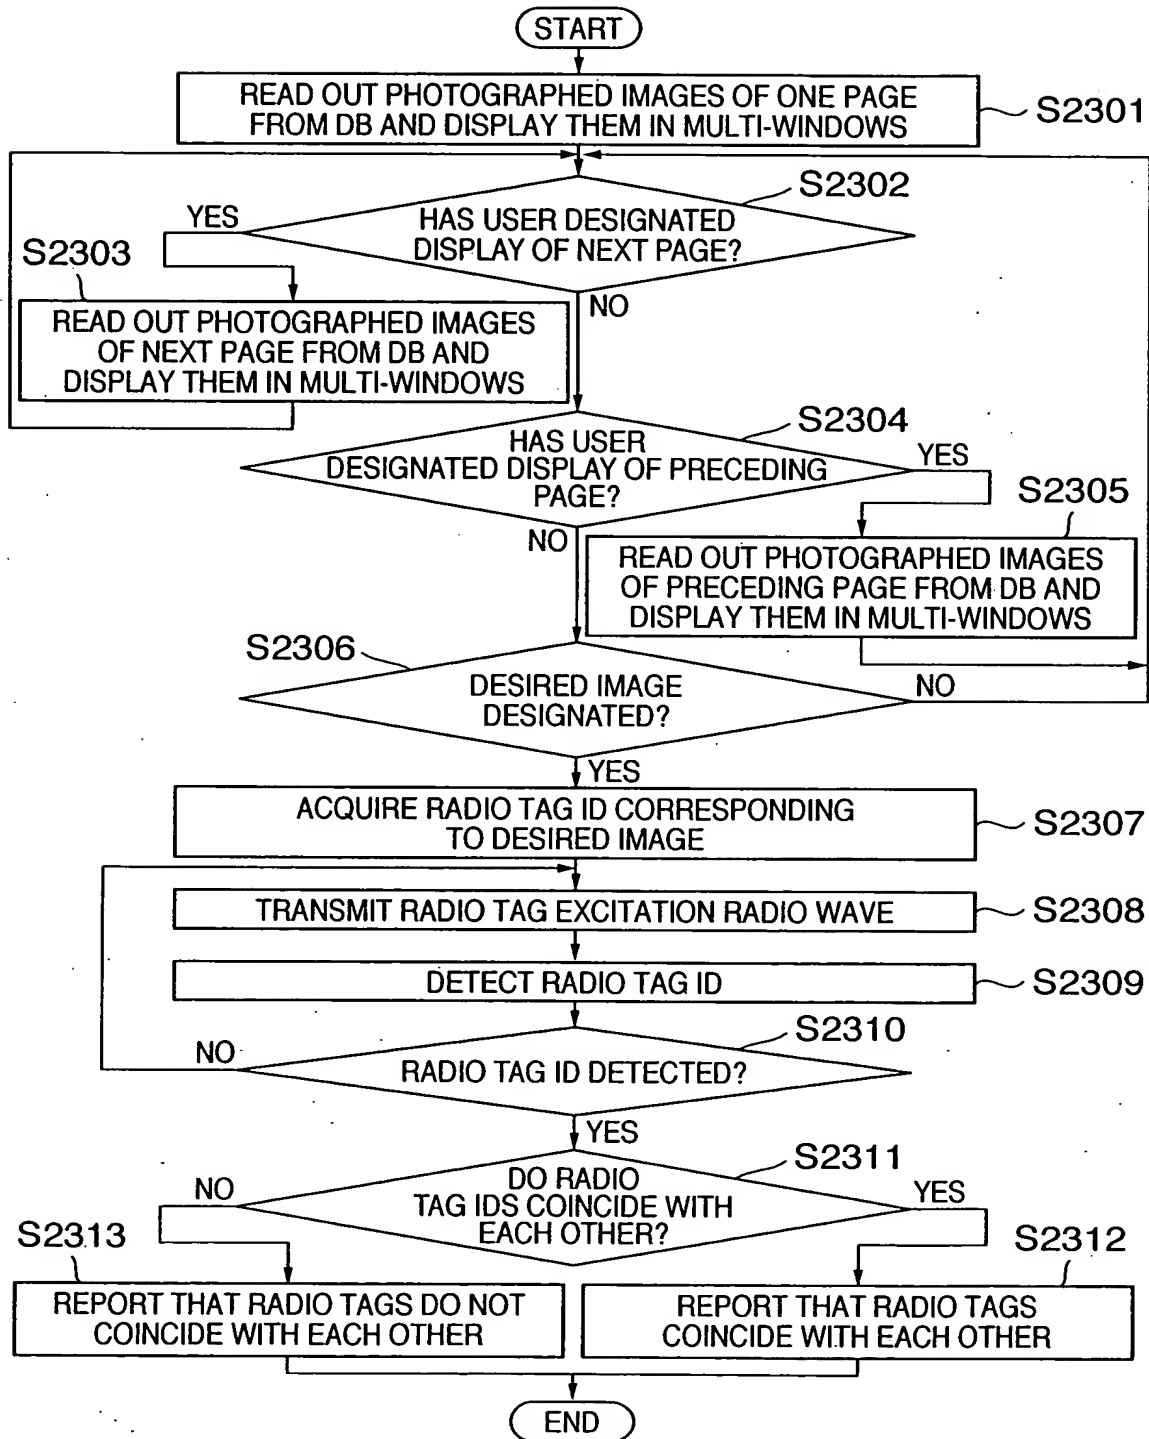 START
READ OUT PHOTOGRAPHED IMAGES OF ONE PAGE
FROM DB AND DISPLAY THEM IN MULTI-WINDOWS
S2301
S2302
YES
HAS USER DESIGNATED
DISPLAY OF NEXT PAGE?
S2303
NO
READ OUT PHOTOGRAPHED IMAGES
OF NEXT PAGE FROM DB AND
DISPLAY THEM IN MULTI-WINDOWS
S2304
HAS USER
DESIGNATED DISPLAY OF PRECEDING
PAGE?
YES
S2305
NO
READ OUT PHOTOGRAPHED IMAGES
OF PRECEDING PAGE FROM DB AND
DISPLAY THEM IN MULTI-WINDOWS
S2306
DESIRED IMAGE
DESIGNATED?
NO
YES
ACQUIRE RADIO TAG ID CORRESPONDING
TO DESIRED IMAGE
S2307
TRANSMIT RADIO TAG EXCITATION RADIO WAVE
S2308
DETECT RADIO TAG ID
S2309
S2310
NO
RADIO TAG ID DETECTED?
YES
S2311
NO
DO RADIO
TAG IDS COINCIDE WITH
EACH OTHER?
YES
S2313
S2312
REPORT THAT RADIO TAGS DO NOT
COINCIDE WITH EACH OTHER
REPORT THAT RADIO TAGS
COINCIDE WITH EACH OTHER
END